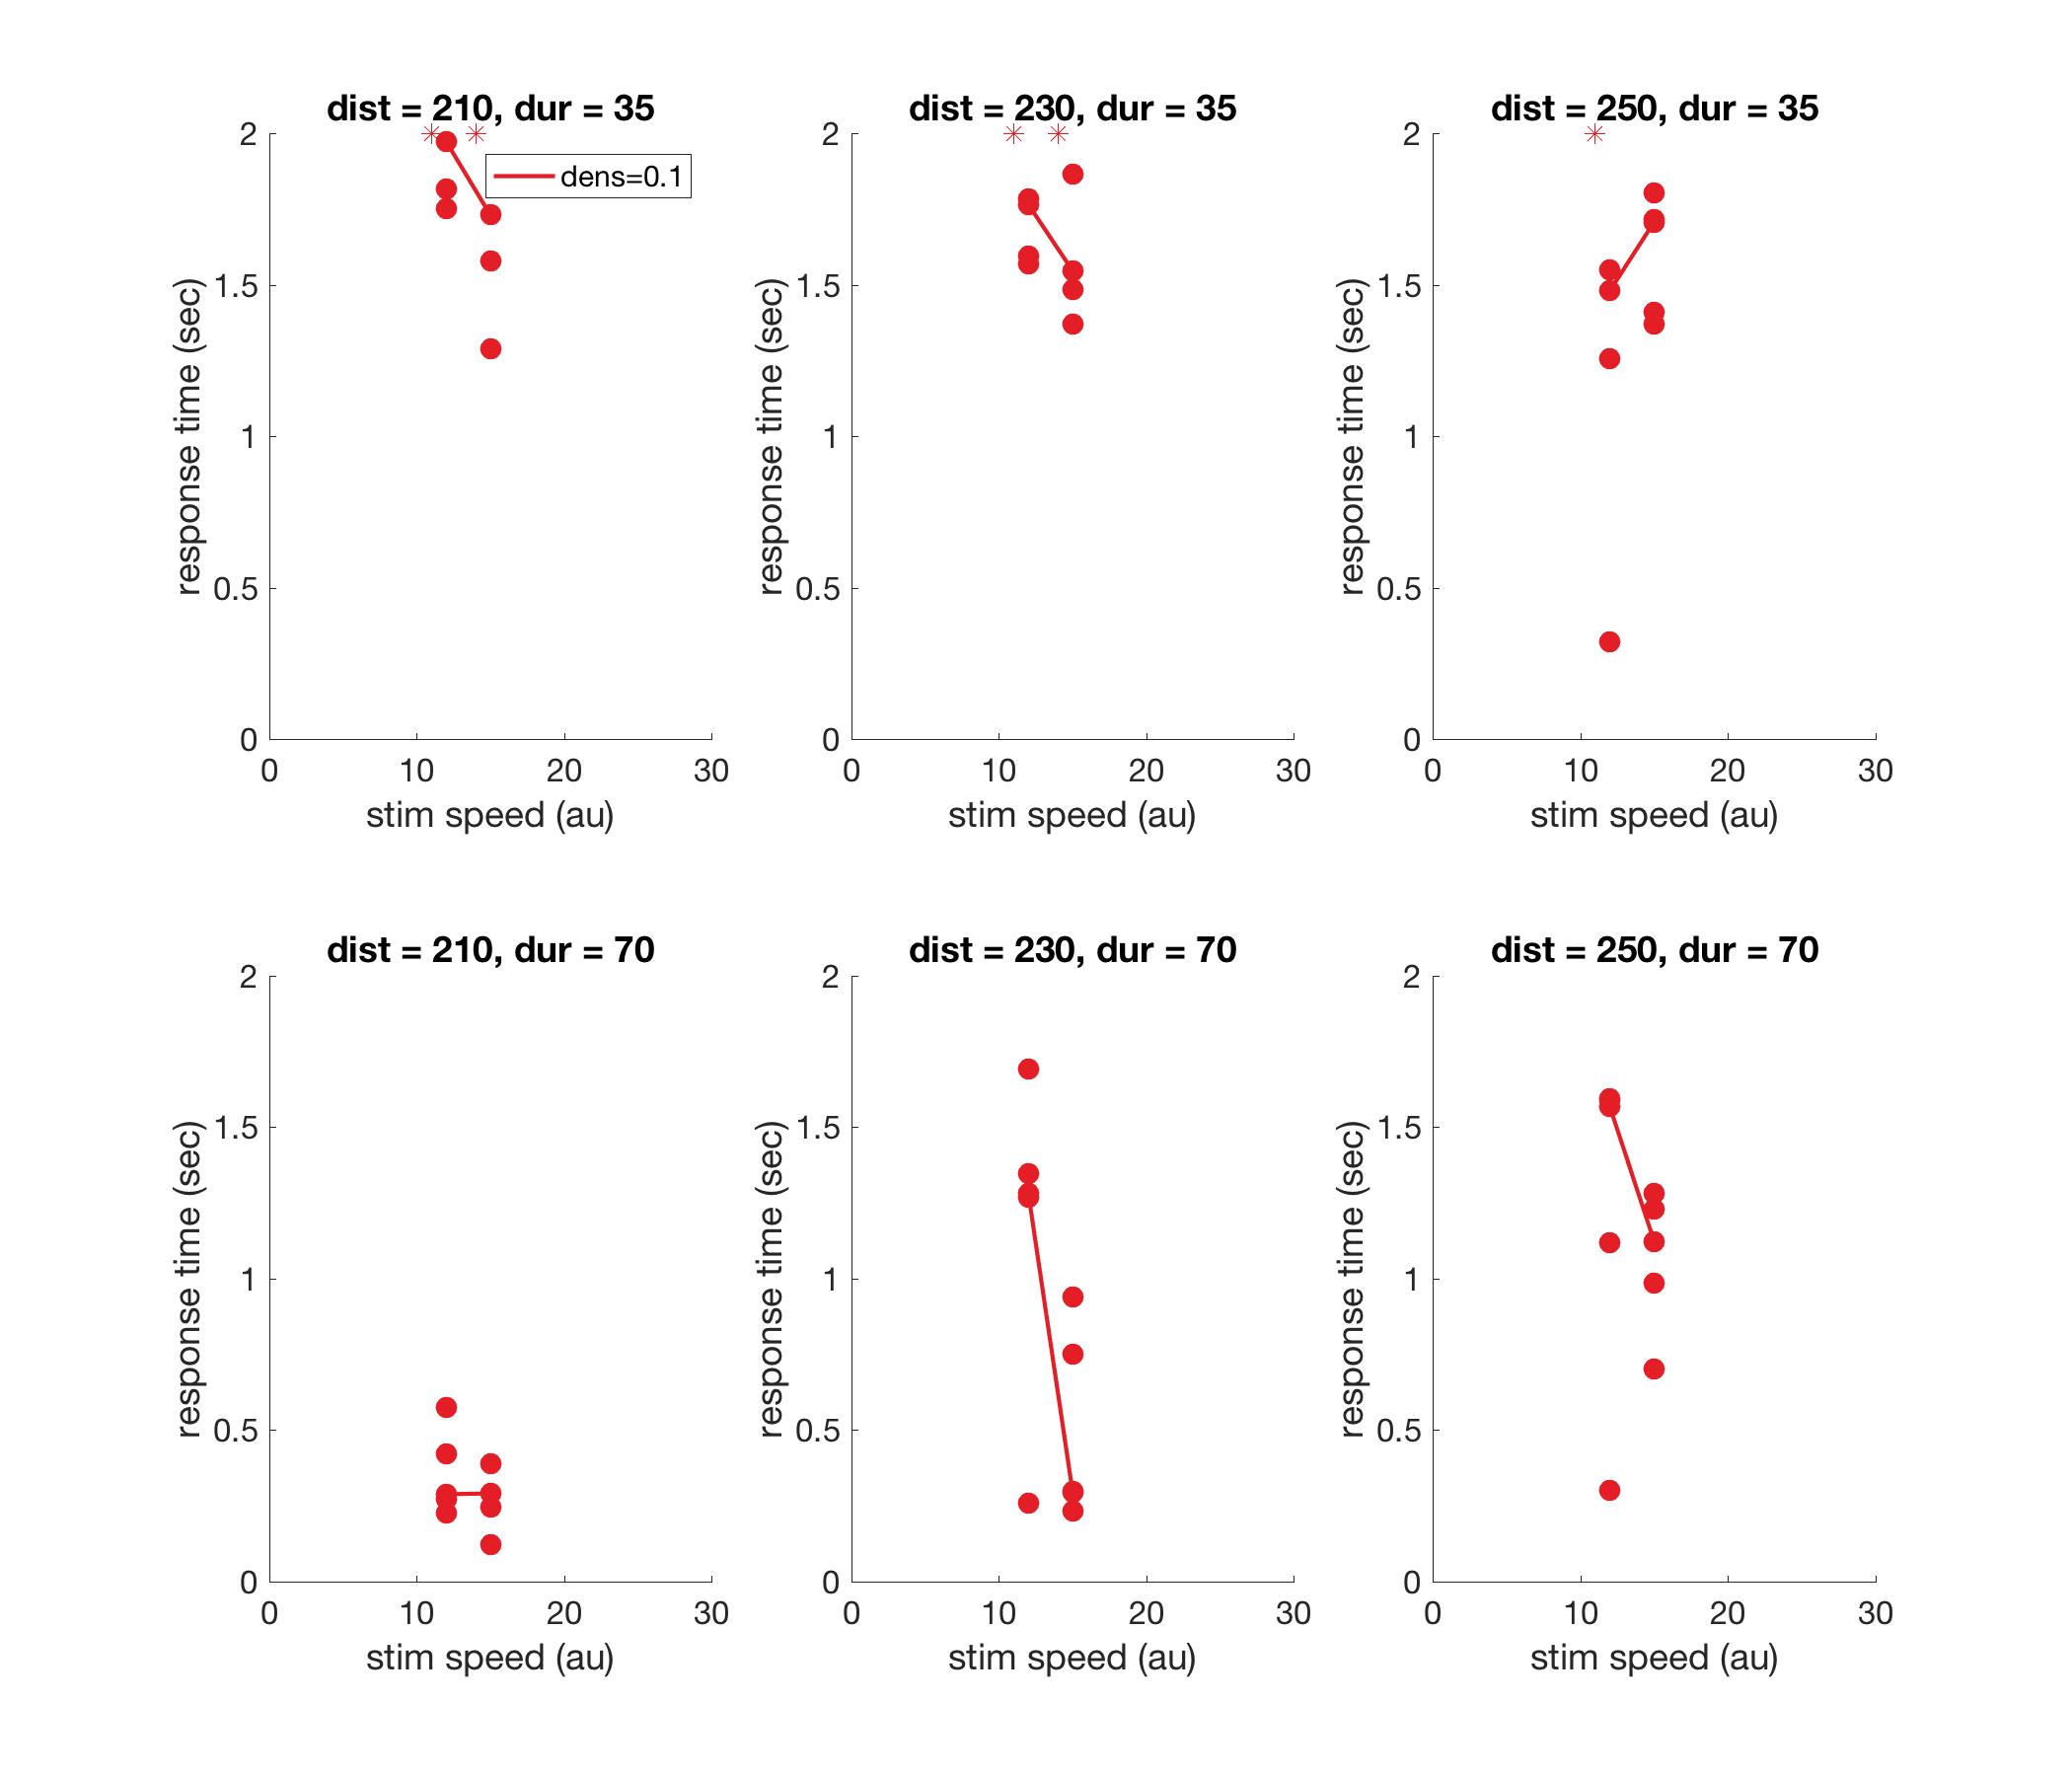 dist = 210, dur = 35
2
1.5
1
0.5
0
0 10 20 30
response time (sec)
stim speed (au)
dens=0.1
dist = 230, dur = 35
2
1.5
1
0.5
0
0 10 20 30
response time (sec)
stim speed (au)
dist = 250, dur = 35
2
1.5
1
0.5
0
0 10 20 30
response time (sec)
stim speed (au)
dist = 210, dur = 70
2
1.5
1
0.5
0
0 10 20 30
response time (sec)
stim speed (au)
dist = 230, dur = 70
2
1.5
1
0.5
0
0 10 20 30
response time (sec)
stim speed (au)
dist = 250, dur = 70
2
1.5
1
0.5
0
0 10 20 30
response time (sec)
stim speed (au)